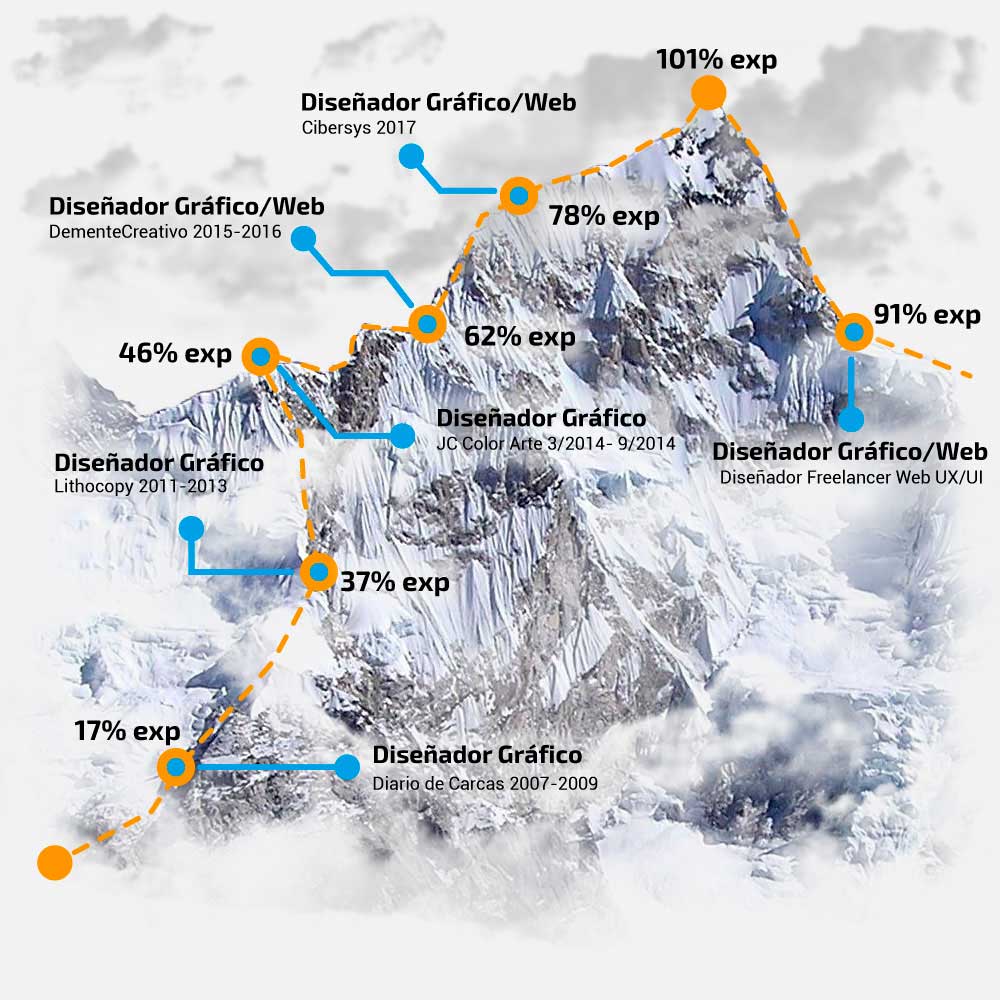 101% exp
Diseñador Gráfico/Web
Cibersys 2017
78% exp
Diseñador Gráfico/Web
DementeCreativo 2015-2016
62% exp
91% exp
46% exp
Diseñador Gráfico
JC Color Arte 3/2014- 9/2014
Diseñador Gráfico/Web
Diseñador Freelancer Web UX/UI
Diseñador Gráfico
Lithocopy 2011-2013
37% exp
17% exp
Diseñador Gráfico
Diario de Carcas 2007-2009